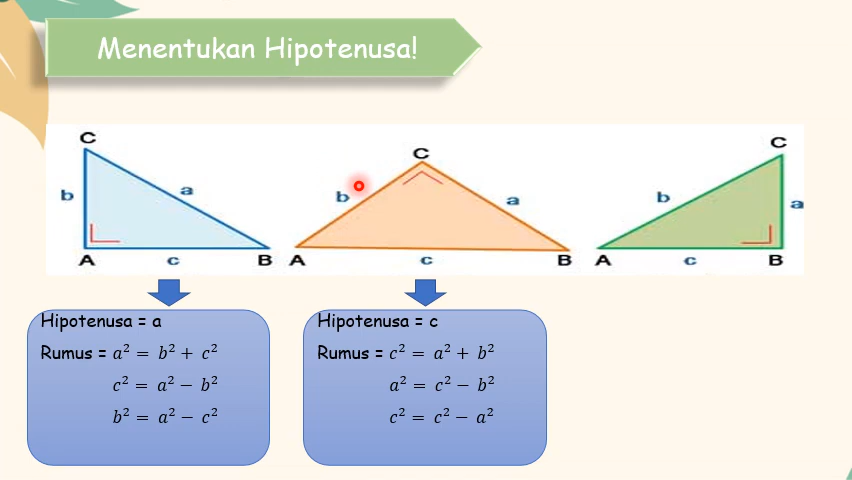 Menentukan Hipotenusa!
C
b
a
A
c
B
C
b
a
A
c
B
C
b
a
A
c
B
Hipotenusa = a
Rumus = 𝑎² = 𝑏² + 𝑐²
𝑐² = 𝑎² − 𝑏²
𝑏² = 𝑎² − 𝑐²
Hipotenusa = c
Rumus = 𝑐² = 𝑎² + 𝑏²
𝑎² = 𝑐² − 𝑏²
𝑐² = 𝑐² − 𝑎²